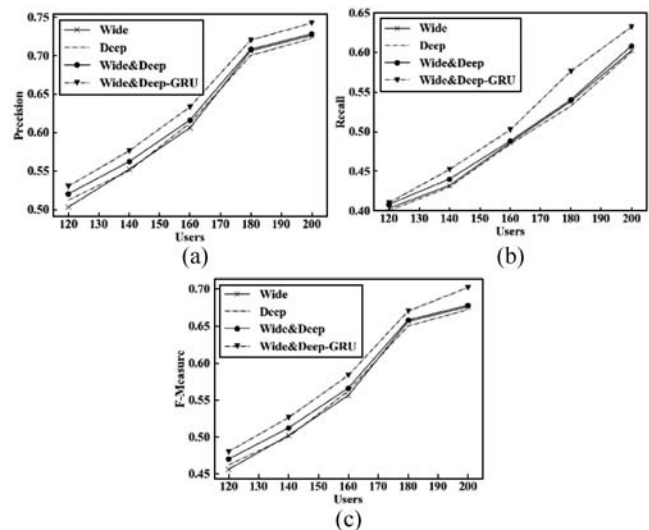 0.75
0.70
0.65
0.60
0.55
0.50
Precision
Wide
Deep
Wide&Deep
Wide&Deep-GRU
120 130 140 150 160 170 180 190 200
Users
(a)
0.65
0.60
0.55
0.50
0.45
0.40
Recall
Wide
Deep
Wide&Deep
Wide&Deep-GRU
120 130 140 150 160 170 180 190 200
Users
(b)
0.70
0.65
0.60
0.55
0.50
0.45
F-Measure
Wide
Deep
Wide&Deep
Wide&Deep-GRU
120 130 140 150 160 170 180 190 200
Users
(c)